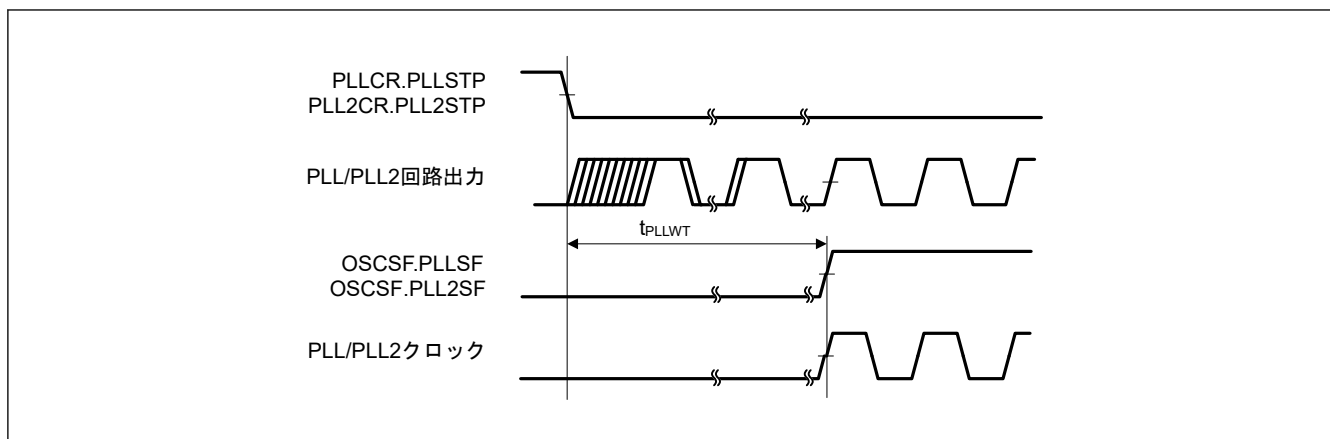 PLLCR.PLLSTP
PLL2CR.PLL2STP
PLL/PLL2回路出力
tPLLWT
OSCSF.PLLSF
OSCSF.PLL2SF
PLL/PLL2クロック